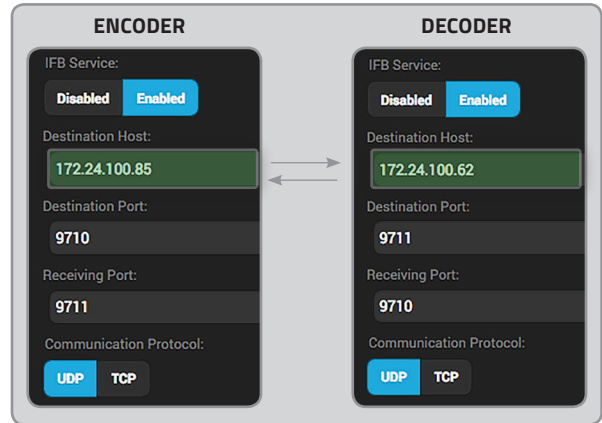 ENCODER
IFB Service:
Disabled Enabled
Destination Host:
172.24.100.85
Destination Port:
9710
Receiving Port:
9711
Communication Protocol:
UDP TCP
DECODER
IFB Service:
Disabled Enabled
Destination Host:
172.24.100.62
Destination Port:
9711
Receiving Port:
9710
Communication Protocol:
UDP TCP